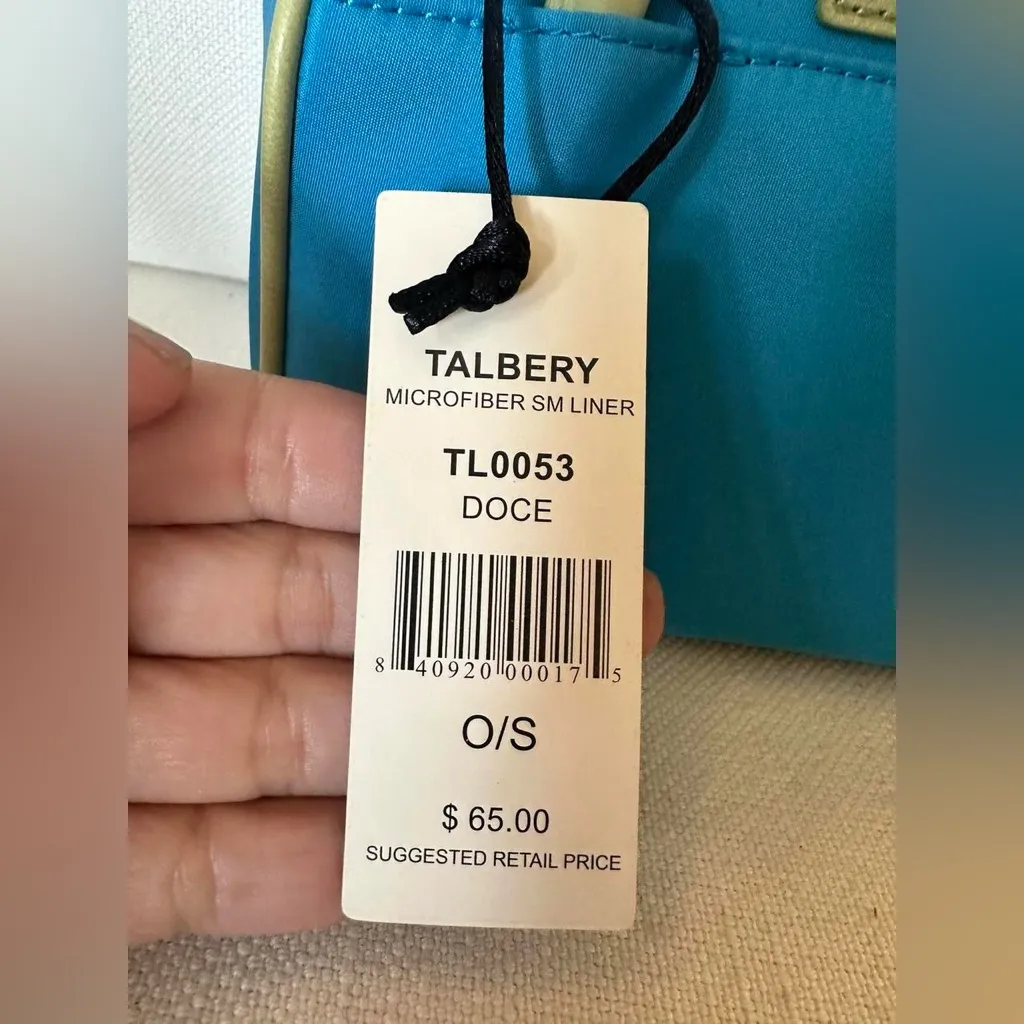 TALBERY
MICROFIBER SM LINER
TL0053
DOCE
8 40920 00017 5
O/S
$ 65.00
SUGGESTED RETAIL PRICE